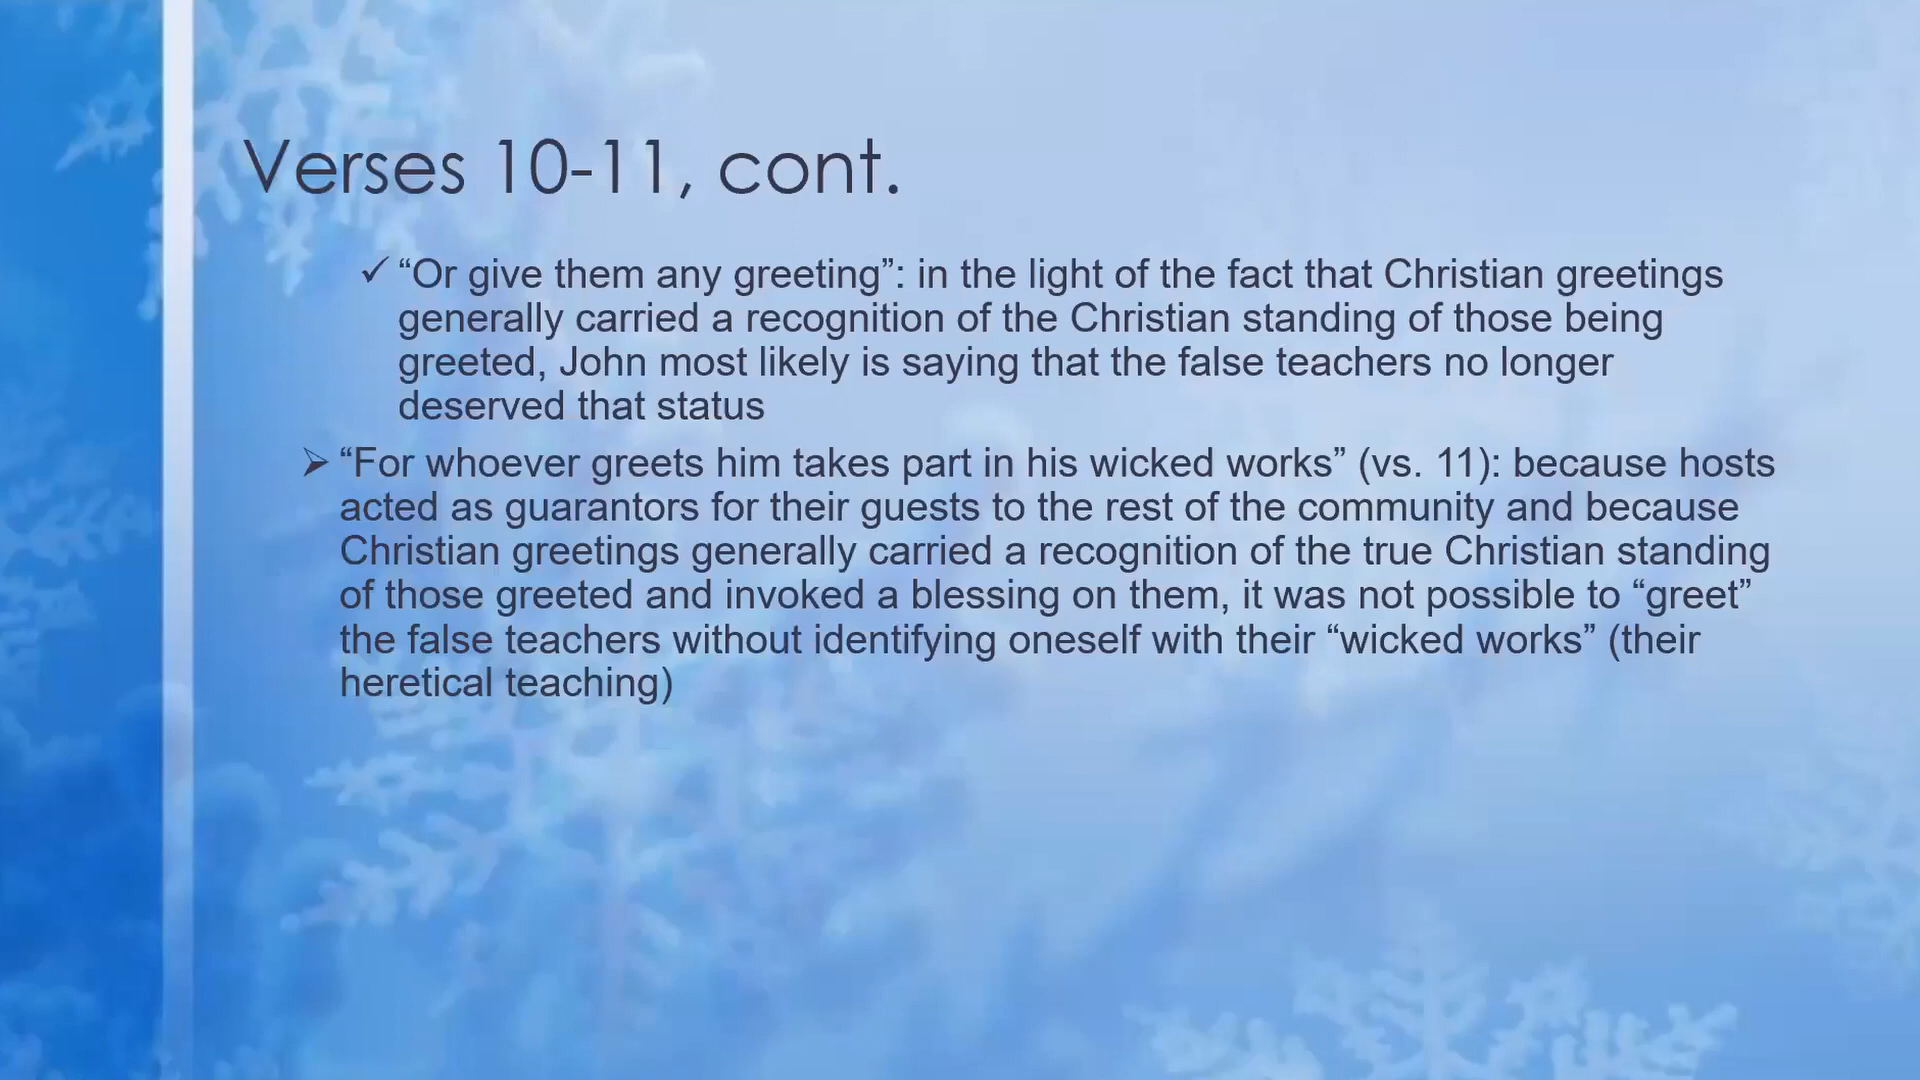 Verses 10-11, cont.
✓ “Or give them any greeting”: in the light of the fact that Christian greetings
generally carried a recognition of the Christian standing of those being
greeted, John most likely is saying that the false teachers no longer
deserved that status
➢ “For whoever greets him takes part in his wicked works” (vs. 11): because hosts
acted as guarantors for their guests to the rest of the community and because
Christian greetings generally carried a recognition of the true Christian standing
of those greeted and invoked a blessing on them, it was not possible to “greet”
the false teachers without identifying oneself with their “wicked works” (their
heretical teaching)